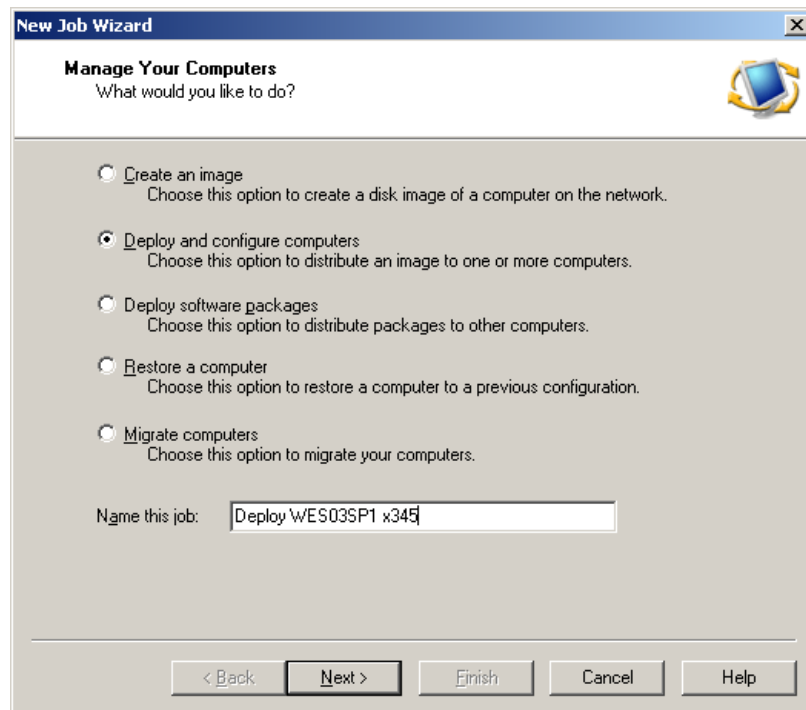 New Job Wizard
Manage Your Computers
What would you like to do?
Create an image
Choose this option to create a disk image of a computer on the network.
Deploy and configure computers
Choose this option to distribute an image to one or more computers.
Deploy software packages
Choose this option to distribute packages to other computers.
Restore a computer
Choose this option to restore a computer to a previous configuration.
Migrate computers
Choose this option to migrate your computers.
Name this job: Deploy WES03SP1 x345
< Back Next > Finish Cancel Help